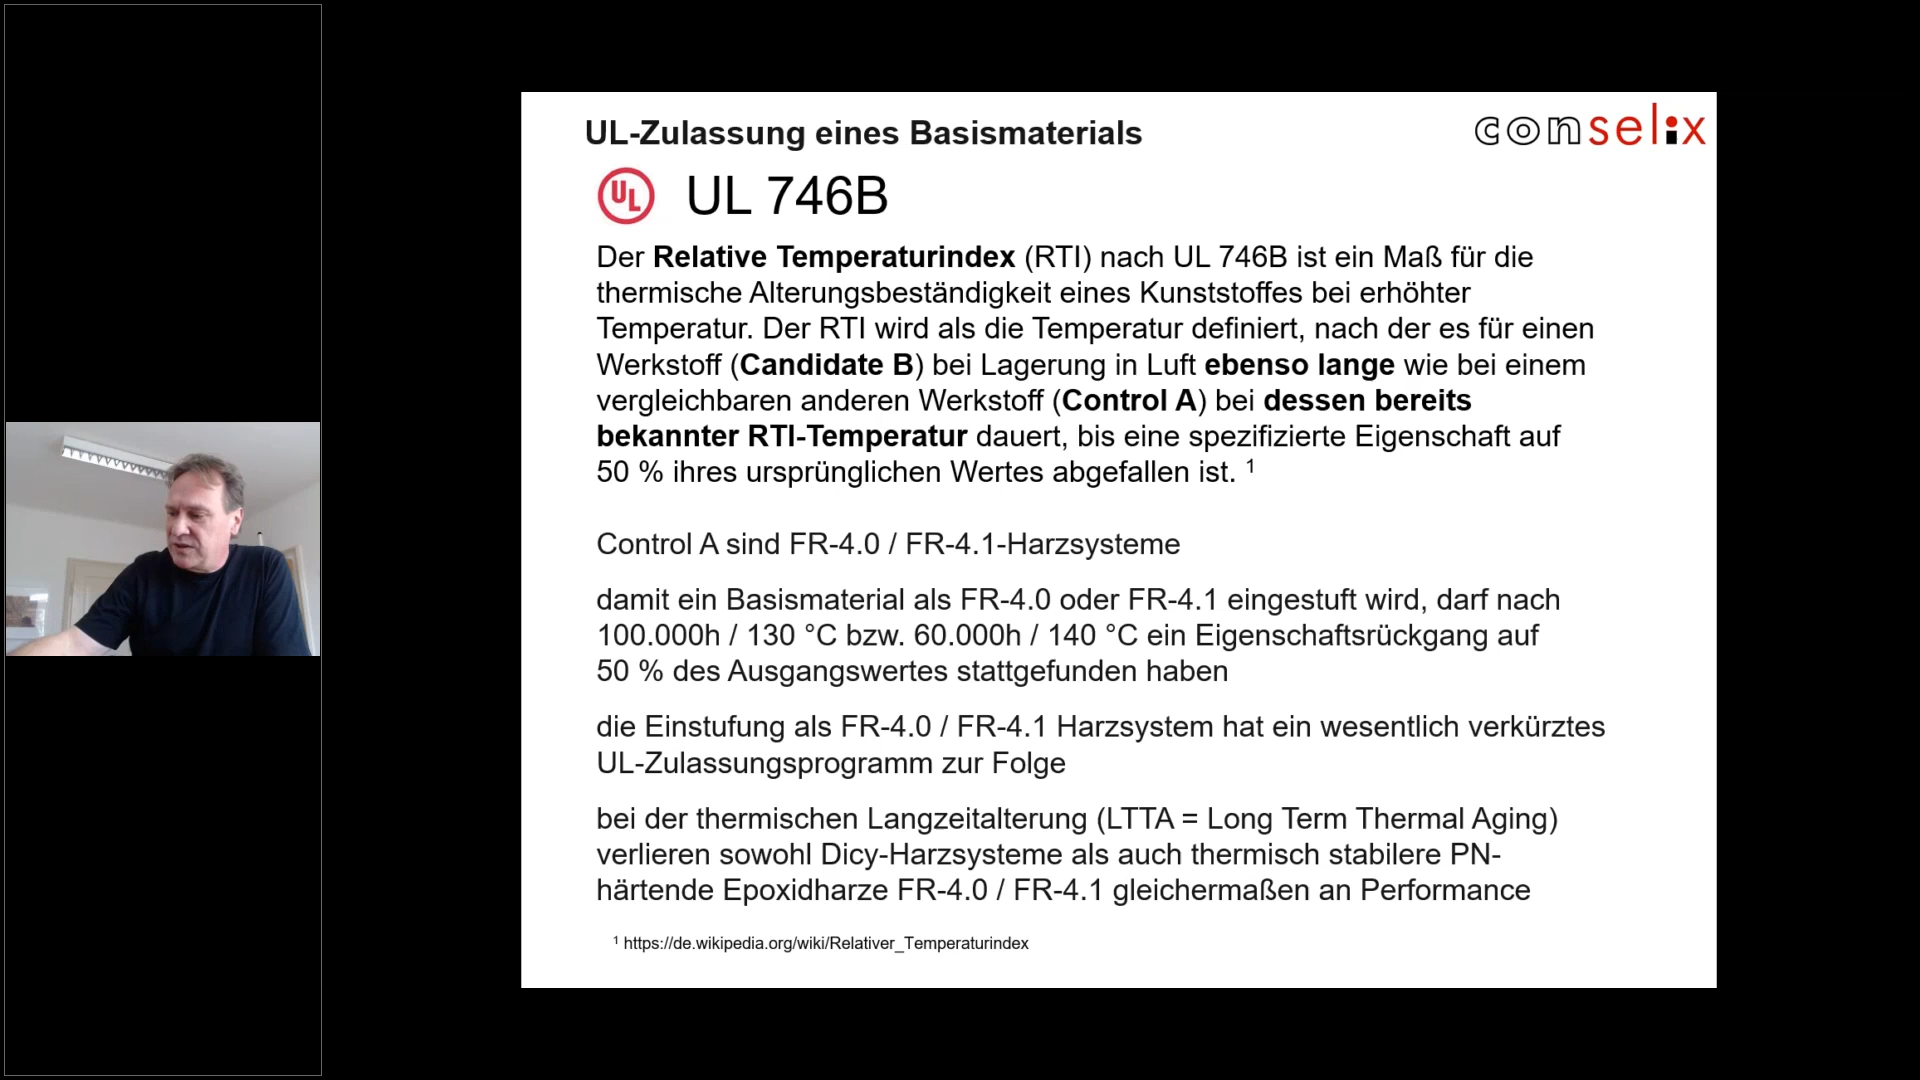 UL-Zulassung eines Basismaterials
conselix
UL UL 746B
Der Relative Temperaturindex (RTI) nach UL 746B ist ein Maß für die
thermische Alterungsbeständigkeit eines Kunststoffes bei erhöhter
Temperatur. Der RTI wird als die Temperatur definiert, nach der es für einen
Werkstoff (Candidate B) bei Lagerung in Luft ebenso lange wie bei einem
vergleichbaren anderen Werkstoff (Control A) bei dessen bereits
bekannter RTI-Temperatur dauert, bis eine spezifizierte Eigenschaft auf
50 % ihres ursprünglichen Wertes abgefallen ist. ¹
Control A sind FR-4.0 / FR-4.1-Harzsysteme
damit ein Basismaterial als FR-4.0 oder FR-4.1 eingestuft wird, darf nach
100.000h / 130 °C bzw. 60.000h / 140 °C ein Eigenschaftsrückgang auf
50 % des Ausgangswertes stattgefunden haben
die Einstufung als FR-4.0 / FR-4.1 Harzsystem hat ein wesentlich verkürztes
UL-Zulassungsprogramm zur Folge
bei der thermischen Langzeitalterung (LTTA = Long Term Thermal Aging)
verlieren sowohl Dicy-Harzsysteme als auch thermisch stabilere PN-
härtende Epoxidharze FR-4.0 / FR-4.1 gleichermaßen an Performance
¹ https://de.wikipedia.org/wiki/Relativer_Temperaturindex